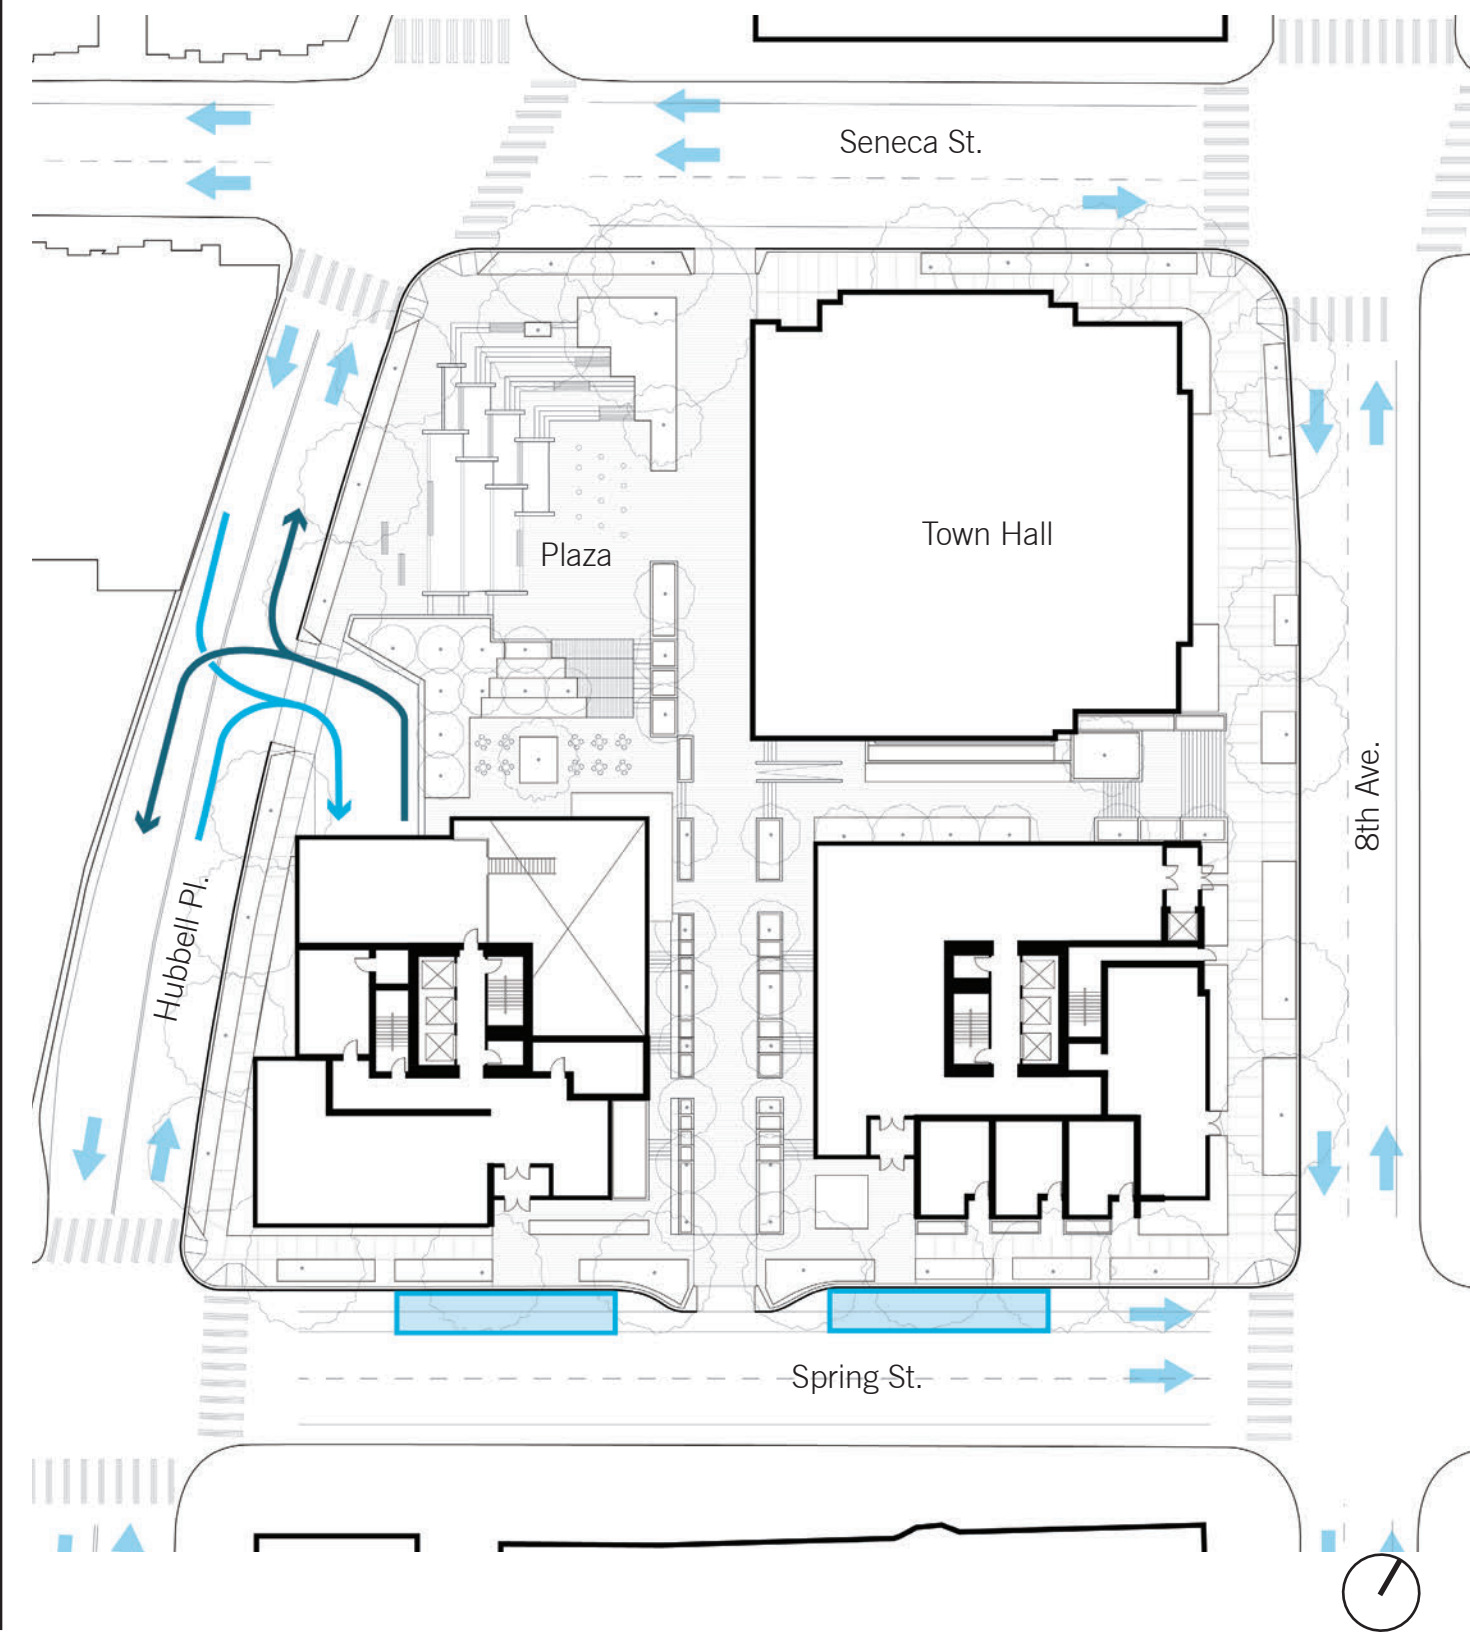 Seneca St.
Town Hall
Plaza
8th Ave.
Hubbell Pl.
Spring St.